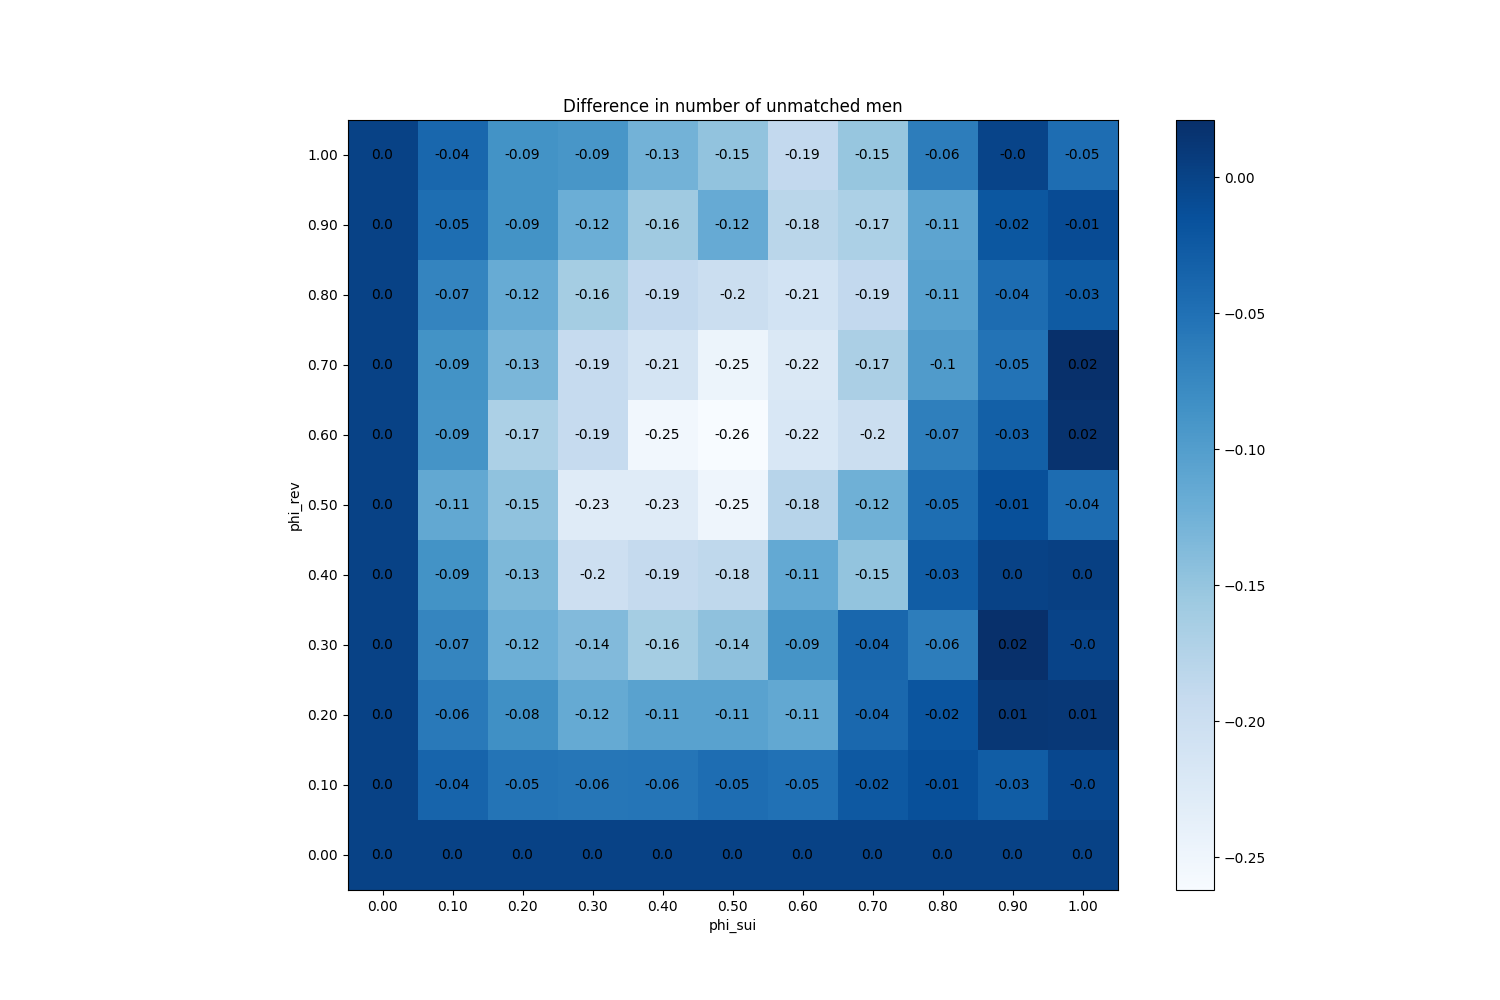 Difference in number of unmatched men
1.00 0.0 -0.04 -0.09 -0.09 -0.13 -0.15 -0.19 -0.15 -0.06 -0.0 -0.05
0.90 0.0 -0.05 -0.09 -0.12 -0.16 -0.12 -0.18 -0.17 -0.11 -0.02 -0.01
0.80 0.0 -0.07 -0.12 -0.16 -0.19 -0.2 -0.21 -0.19 -0.11 -0.04 -0.03
0.70 0.0 -0.09 -0.13 -0.19 -0.21 -0.25 -0.22 -0.17 -0.1 -0.05 0.02
0.60 0.0 -0.09 -0.17 -0.19 -0.25 -0.26 -0.22 -0.2 -0.07 -0.03 0.02
0.50 0.0 -0.11 -0.15 -0.23 -0.23 -0.25 -0.18 -0.12 -0.05 -0.01 -0.04
0.40 0.0 -0.09 -0.13 -0.2 -0.19 -0.18 -0.11 -0.15 -0.03 0.0 0.0
0.30 0.0 -0.07 -0.12 -0.14 -0.16 -0.14 -0.09 -0.04 -0.06 0.02 -0.0
0.20 0.0 -0.06 -0.08 -0.12 -0.11 -0.11 -0.11 -0.04 -0.02 0.01 0.01
0.10 0.0 -0.04 -0.05 -0.06 -0.06 -0.05 -0.05 -0.02 -0.01 -0.03 -0.0
0.00 0.0 0.0 0.0 0.0 0.0 0.0 0.0 0.0 0.0 0.0 0.0
0.00 0.10 0.20 0.30 0.40 0.50 0.60 0.70 0.80 0.90 1.00
phi_sui
phi_rev
0.00
−0.05
−0.10
−0.15
−0.20
−0.25